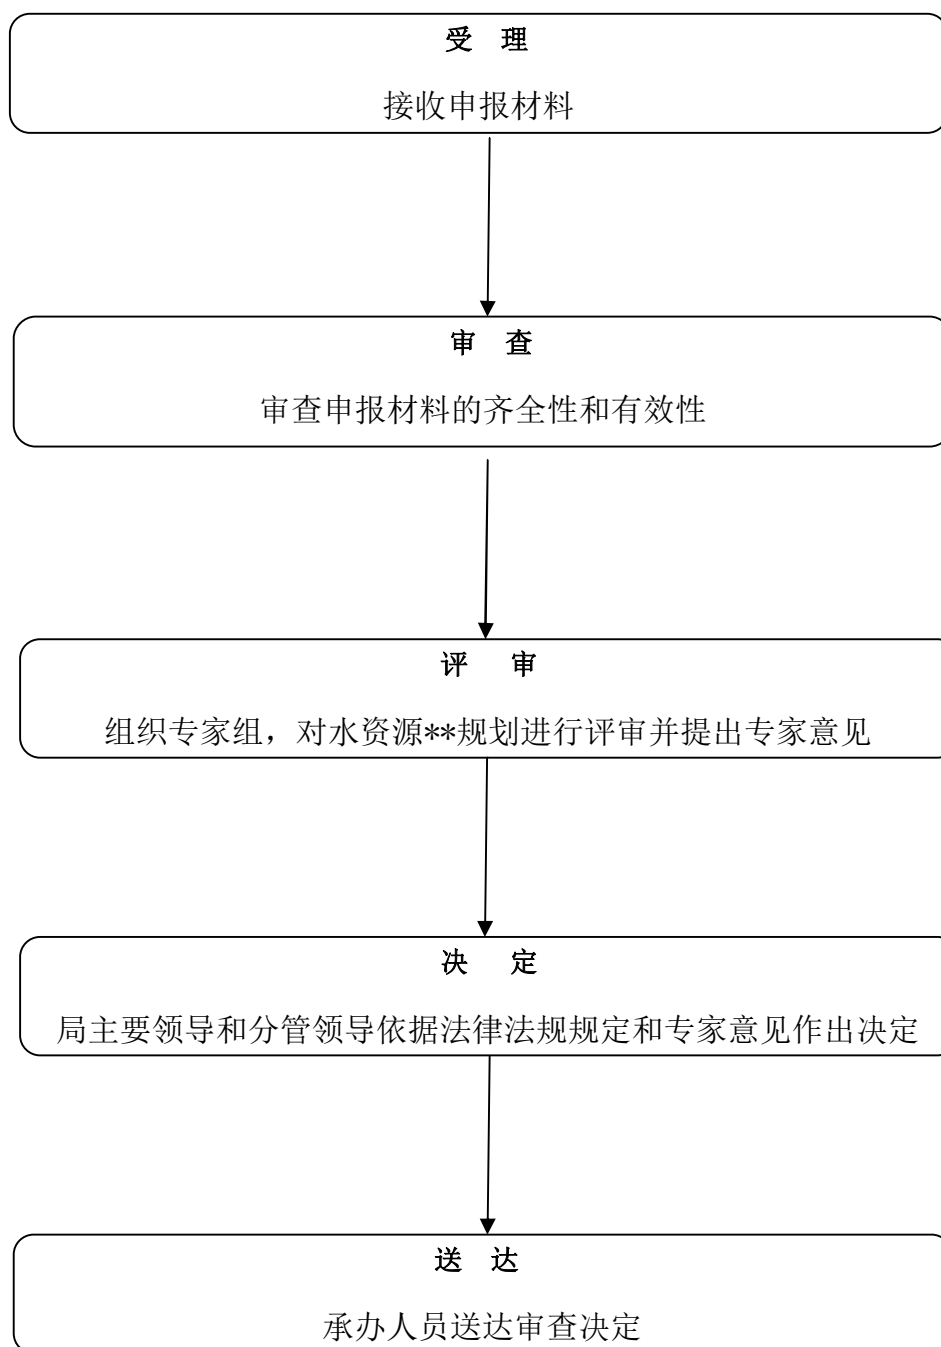 受 理
接收申报材料
审 查
审查申报材料的齐全性和有效性
评 审
组织专家组，对水资源**规划进行评审并提出专家意见
决 定
局主要领导和分管领导依据法律法规规定和专家意见作出决定
送 达
承办人员送达审查决定